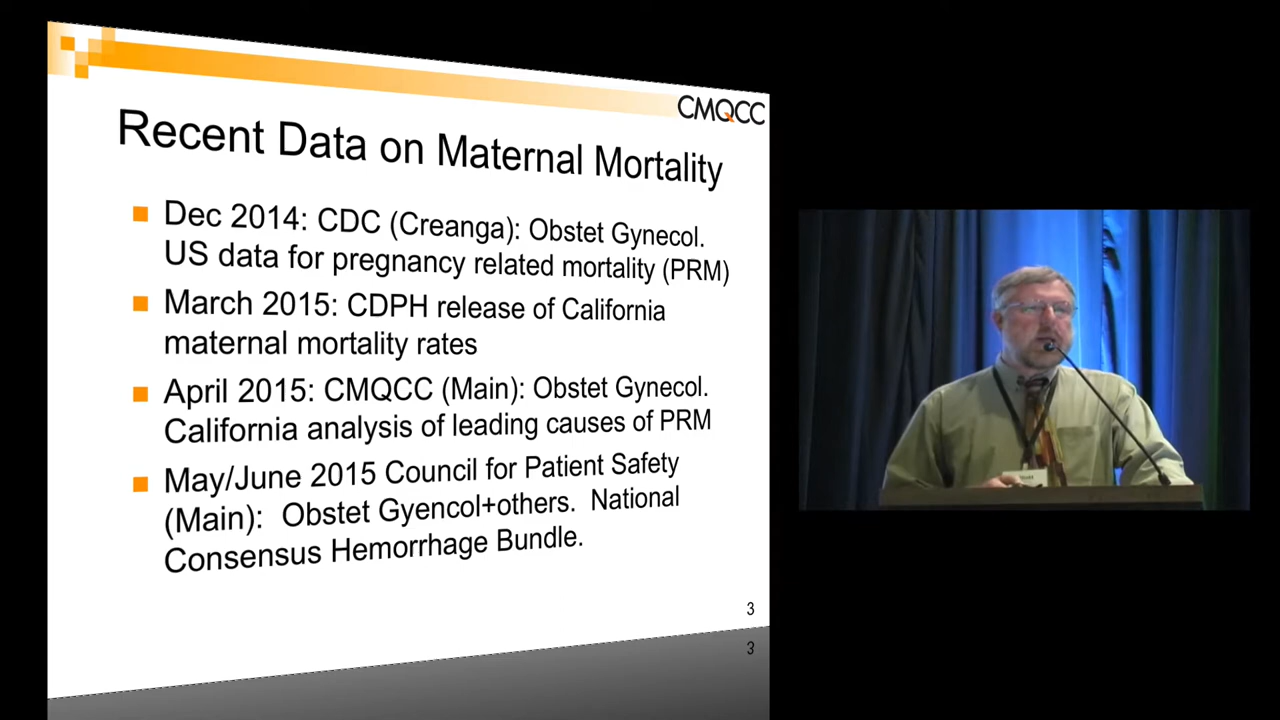 CMQCC
Recent Data on Maternal Mortality
Dec 2014: CDC (Creanga): Obstet Gynecol.
US data for pregnancy related mortality (PRM)
March 2015: CDPH release of California
maternal mortality rates
April 2015: CMQCC (Main): Obstet Gynecol.
California analysis of leading causes of PRM
May/June 2015 Council for Patient Safety
(Main): Obstet Gyencol+others. National
Consensus Hemorrhage Bundle.
3
3